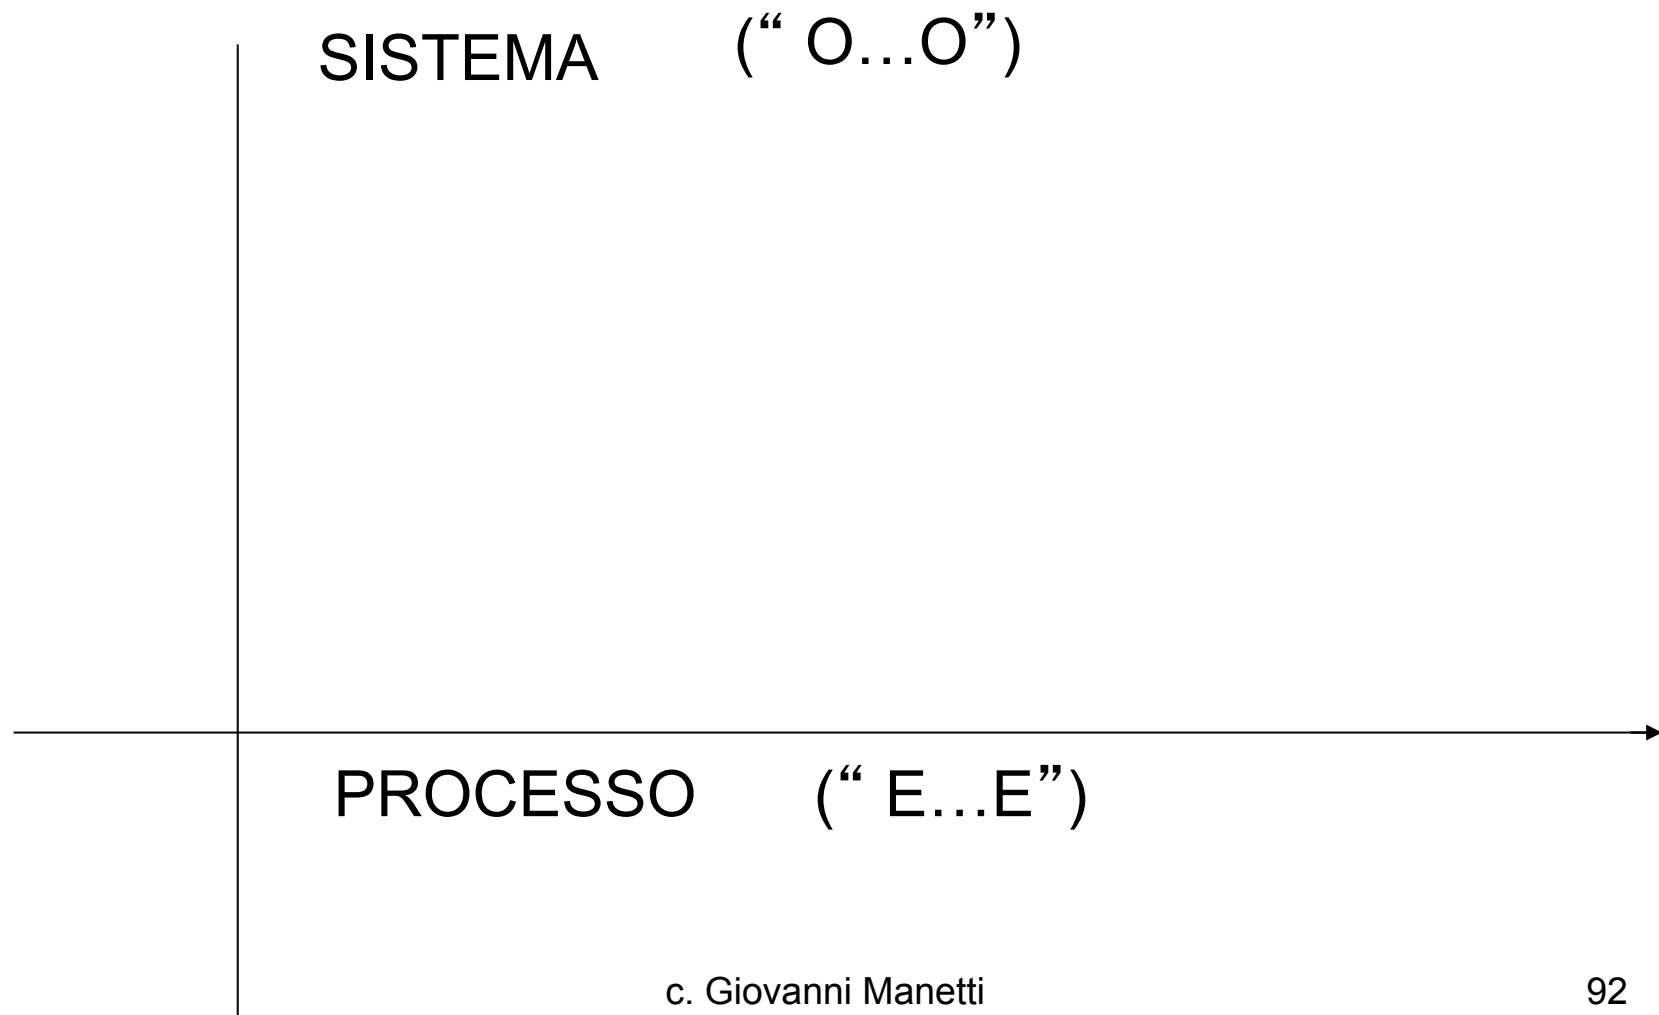 SISTEMA (“ O…O”)
PROCESSO (“ E…E”)
c. Giovanni Manetti 92